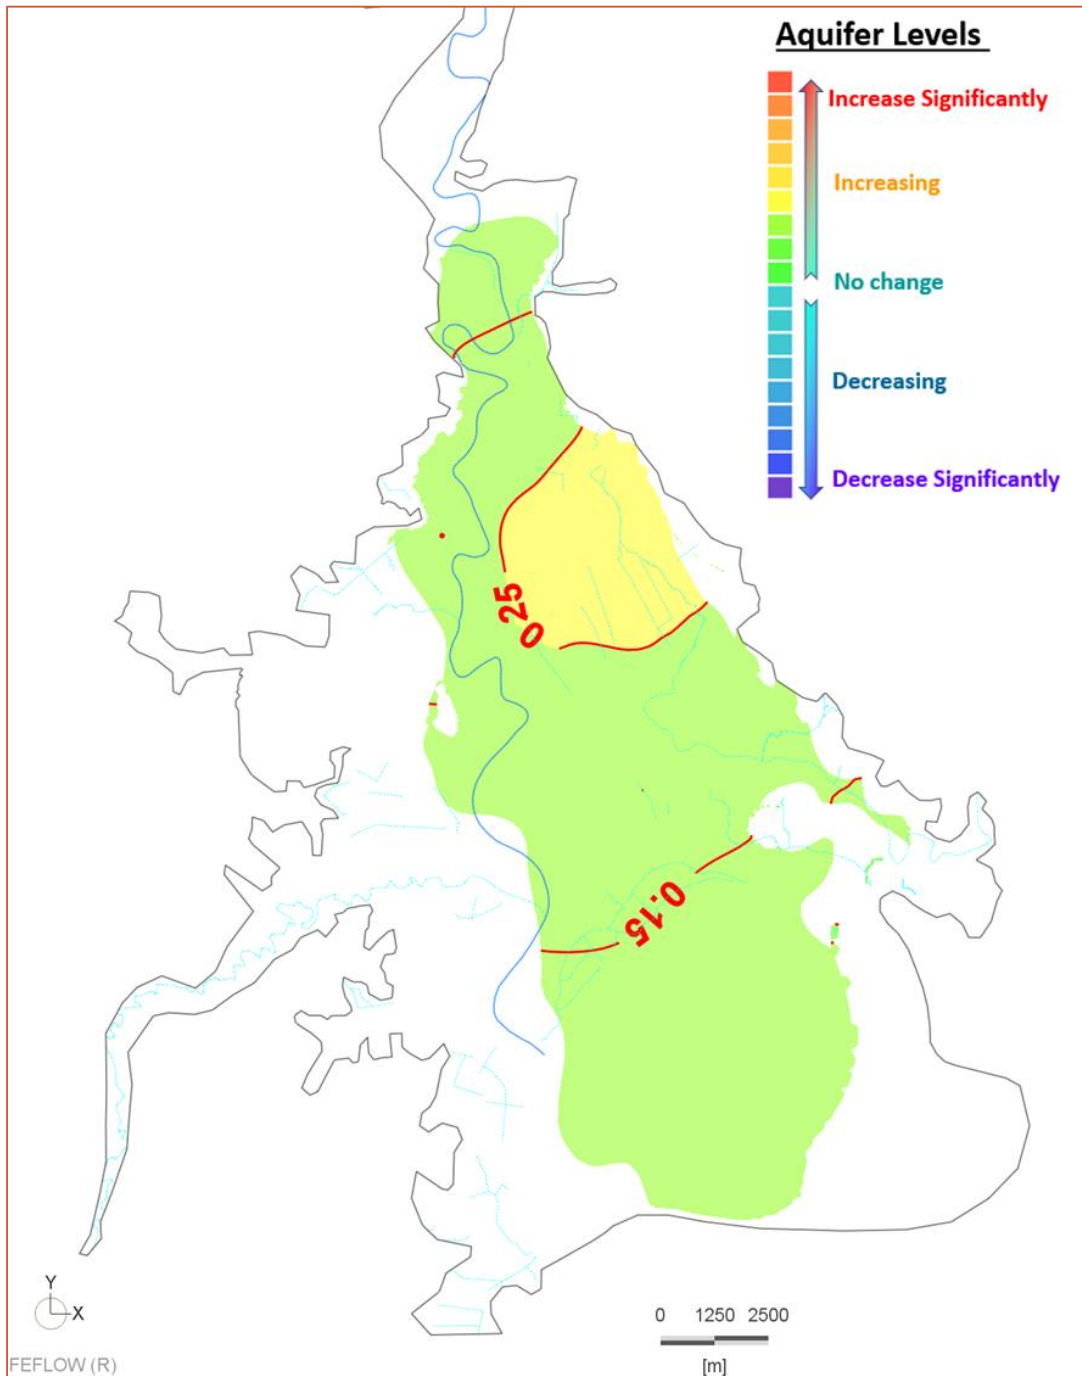 Aquifer Levels
Increase Significantly
Increasing
No change
Decreasing
Decrease Significantly
0.25
0.15
Y
X
0 1250 2500
[m]
FEFLOW (R)